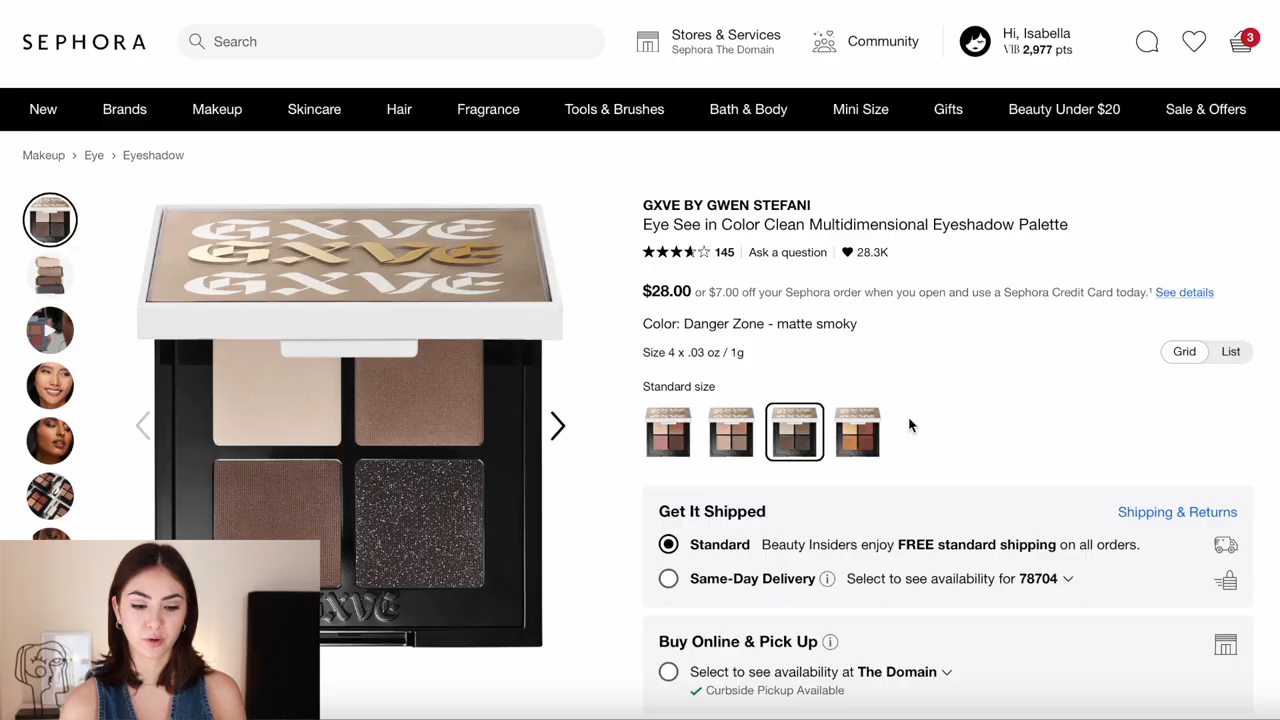 SEPHORA
Search
Stores & Services
Sephora The Domain
Community
Hi, Isabella
VIB 2,977 pts
3
New
Brands
Makeup
Skincare
Hair
Fragrance
Tools & Brushes
Bath & Body
Mini Size
Gifts
Beauty Under $20
Sale & Offers
Makeup > Eye > Eyeshadow
GXVE
GXVE
GXVE
GXVE
GXVE BY GWEN STEFANI
Eye See in Color Clean Multidimensional Eyeshadow Palette
145
Ask a question
28.3K
$28.00 or $7.00 off your Sephora order when you open and use a Sephora Credit Card today.¹ See details
Color: Danger Zone - matte smoky
Size 4 x .03 oz / 1g
Grid
List
Standard size
Get It Shipped
Shipping & Returns
Standard Beauty Insiders enjoy FREE standard shipping on all orders.
Same-Day Delivery Select to see availability for 78704
Buy Online & Pick Up
Select to see availability at The Domain
Curbside Pickup Available